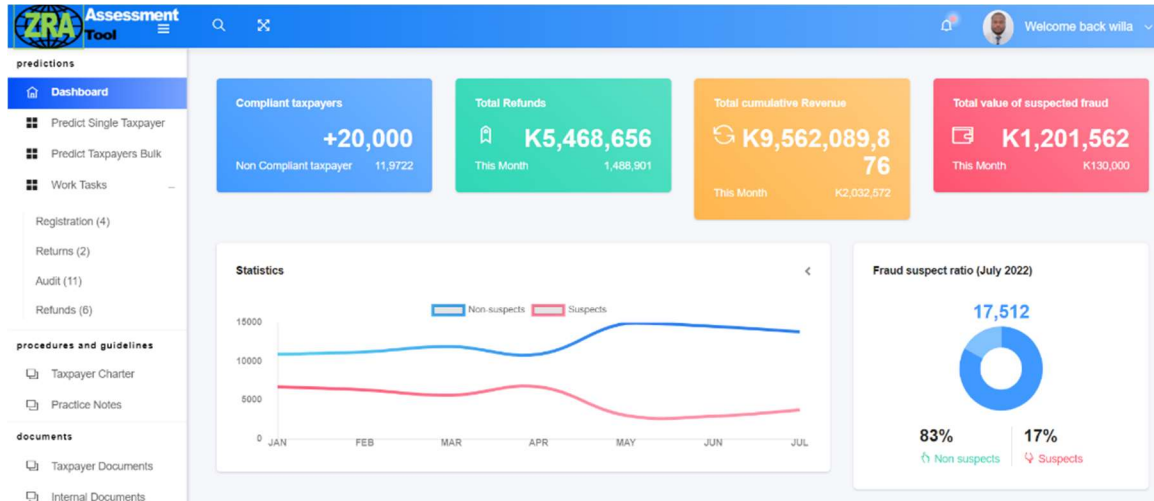 ZRA Assessment
Tool
Welcome back willa
predictions
Dashboard
Predict Single Taxpayer
Predict Taxpayers Bulk
Work Tasks
Registration (4)
Returns (2)
Audit (11)
Refunds (6)
procedures and guidelines
Taxpayer Charter
Practice Notes
documents
Taxpayer Documents
Internal Documents
Compliant taxpayers
+20,000
Non Compliant taxpayer 11,9722
Total Refunds
K5,468,656
This Month 1,488,901
Total cumulative Revenue
K9,562,089,8
76
This Month K2,032,572
Total value of suspected fraud
K1,201,562
This Month K130,000
Statistics
Non-suspects Suspects
15000
10000
5000
0
JAN FEB MAR APR MAY JUN JUL
Fraud suspect ratio (July 2022)
17,512
83% 17%
Non suspects Suspects